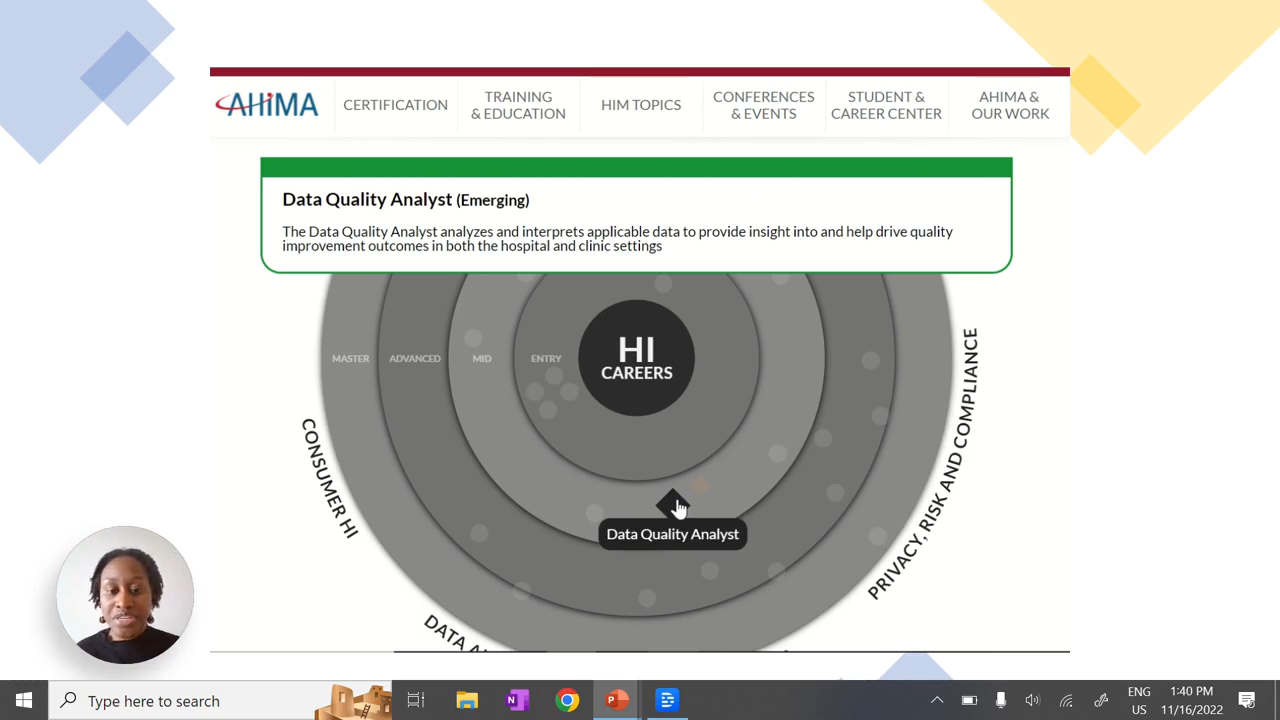 AHIMA
CERTIFICATION
TRAINING
& EDUCATION
HIM TOPICS
CONFERENCES
& EVENTS
STUDENT &
CAREER CENTER
AHIMA &
OUR WORK
Data Quality Analyst (Emerging)
The Data Quality Analyst analyzes and interprets applicable data to provide insight into and help drive quality
improvement outcomes in both the hospital and clinic settings
MASTER
ADVANCED
MID
ENTRY
HI
CAREERS
CONSUMER HI
PRIVACY, RISK AND COMPLIANCE
Data Quality Analyst
DATA
Type here to search
ENG
US
1:40 PM
11/16/2022